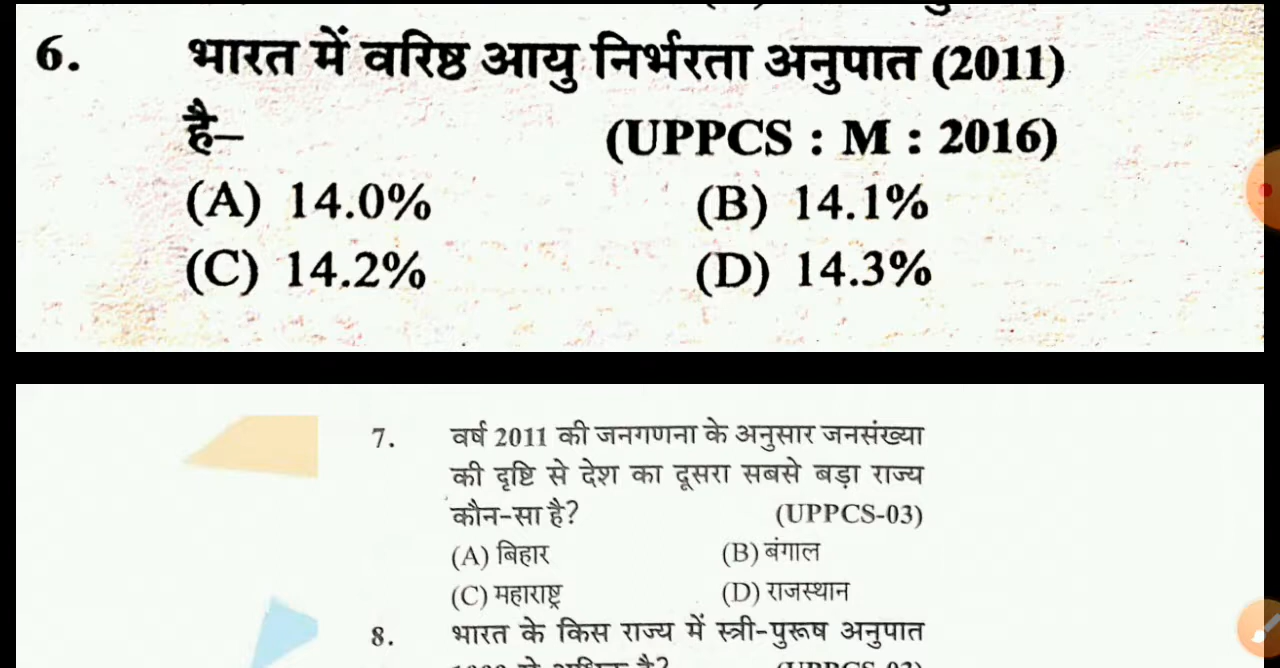 6. भारत में वरिष्ठ आयु निर्भरता अनुपात (2011)
है– (UPPCS : M : 2016)
(A) 14.0% (B) 14.1%
(C) 14.2% (D) 14.3%
7. वर्ष 2011 की जनगणना के अनुसार जनसंख्या
की दृष्टि से देश का दूसरा सबसे बड़ा राज्य
कौन-सा है? (UPPCS-03)
(A) बिहार (B) बंगाल
(C) महाराष्ट्र (D) राजस्थान
8. भारत के किस राज्य में स्त्री-पुरूष अनुपात